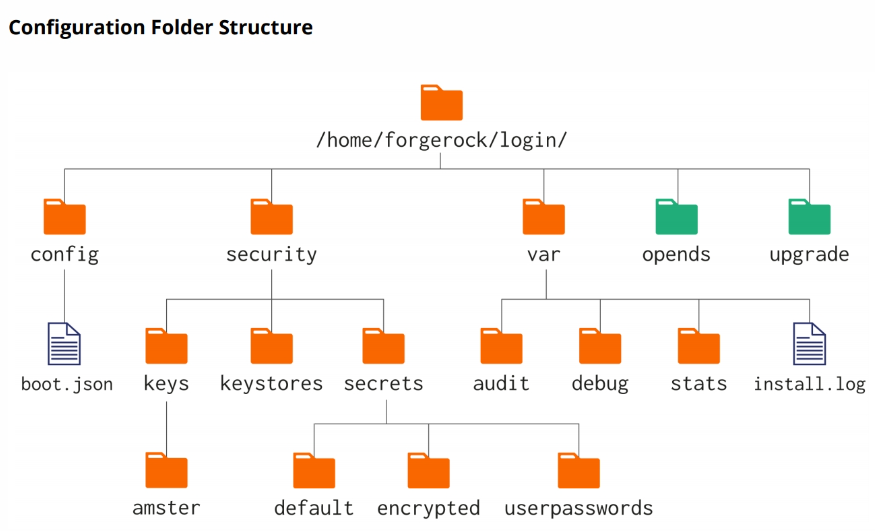 Configuration Folder Structure
/home/forgerock/login/
config security var opends upgrade
boot.json keys keystores secrets audit debug stats install.log
amster default encrypted userpasswords